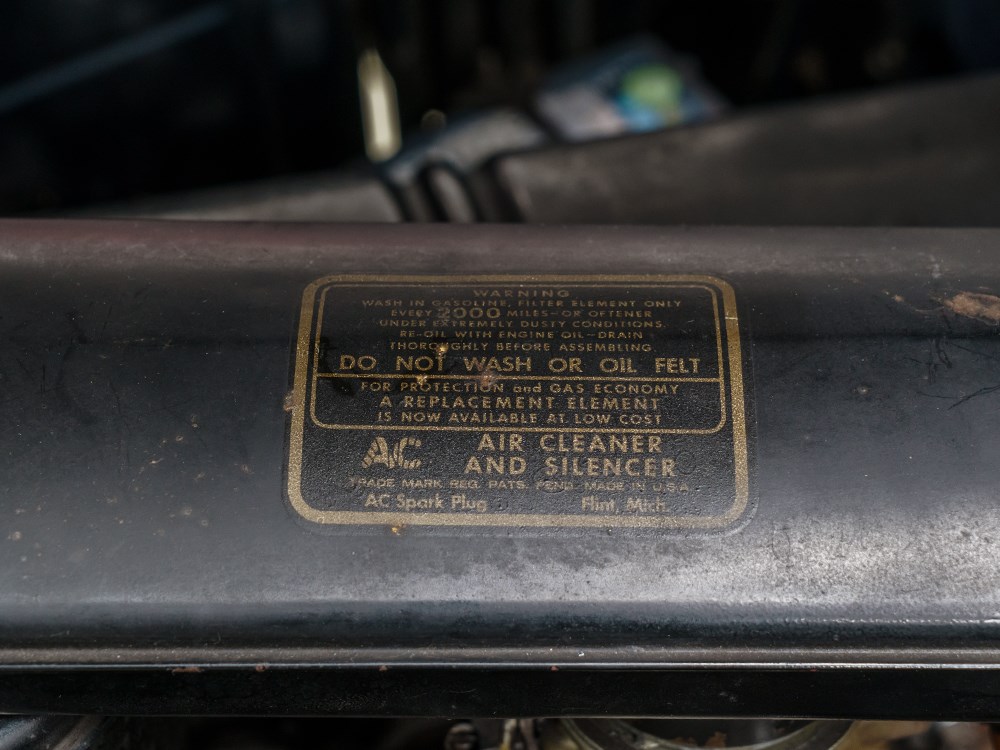 WARNING
WASH IN GASOLINE, FILTER ELEMENT ONLY
EVERY 2000 MILES-OR OFTENER
UNDER EXTREMELY DUSTY CONDITIONS.
RE-OIL WITH ENGINE OIL-DRAIN
THOROUGHLY BEFORE ASSEMBLING.
DO NOT WASH OR OIL FELT
FOR PROTECTION and GAS ECONOMY
A REPLACEMENT ELEMENT
IS NOW AVAILABLE AT LOW COST
AC AIR CLEANER
AND SILENCER
TRADE MARK REG. PATS. PEND. MADE IN U.S.A.
AC Spark Plug Flint, Mich.